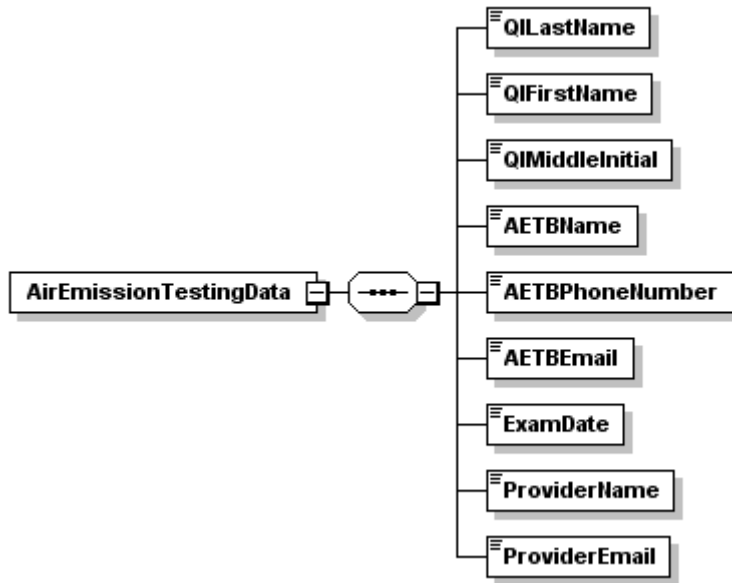 QILastName
QIFirstName
QIMiddleInitial
AETBName
AirEmissionTestingData
AETBPhoneNumber
AETBEmail
ExamDate
ProviderName
ProviderEmail